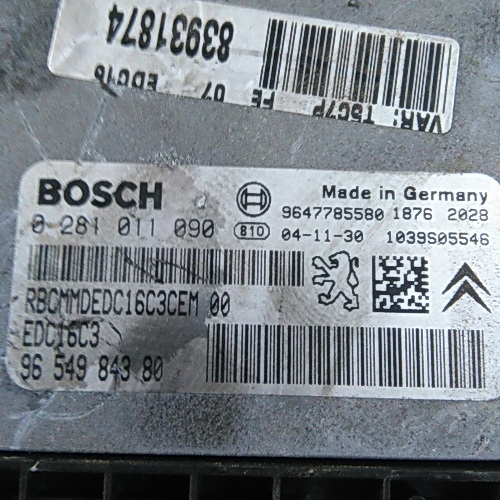 83931874
VAR: T5C7P FE 07 EDC16
BOSCH
Made in Germany
9647785580 1876 2028
0 281 011 090 810 04-11-30 1039S05546
RBCMMDEDC16C3CEM 00
EDC16C3
96 549 843 80